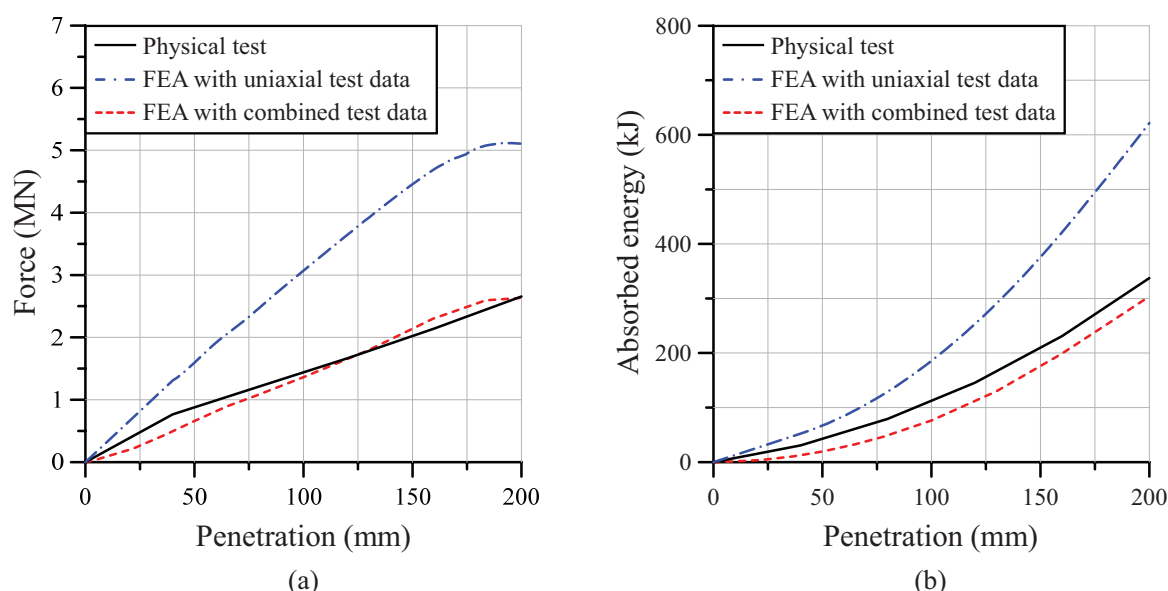 7
6
5
4
3
2
1
0
Force (MN)
Physical test
FEA with uniaxial test data
FEA with combined test data
0 50 100 150 200
Penetration (mm)
(a)
800
600
400
200
0
Absorbed energy (kJ)
Physical test
FEA with uniaxial test data
FEA with combined test data
0 50 100 150 200
Penetration (mm)
(b)